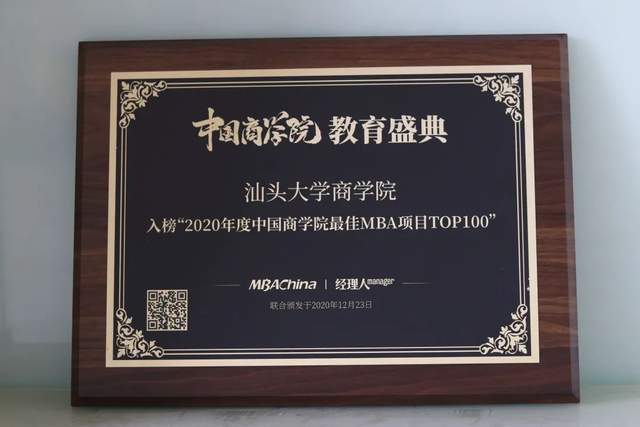 中国商学院 教育盛典
汕头大学商学院
入榜“2020年度中国商学院最佳MBA项目TOP100”
MBAChina | 经理人manager
联合颁发于2020年12月23日